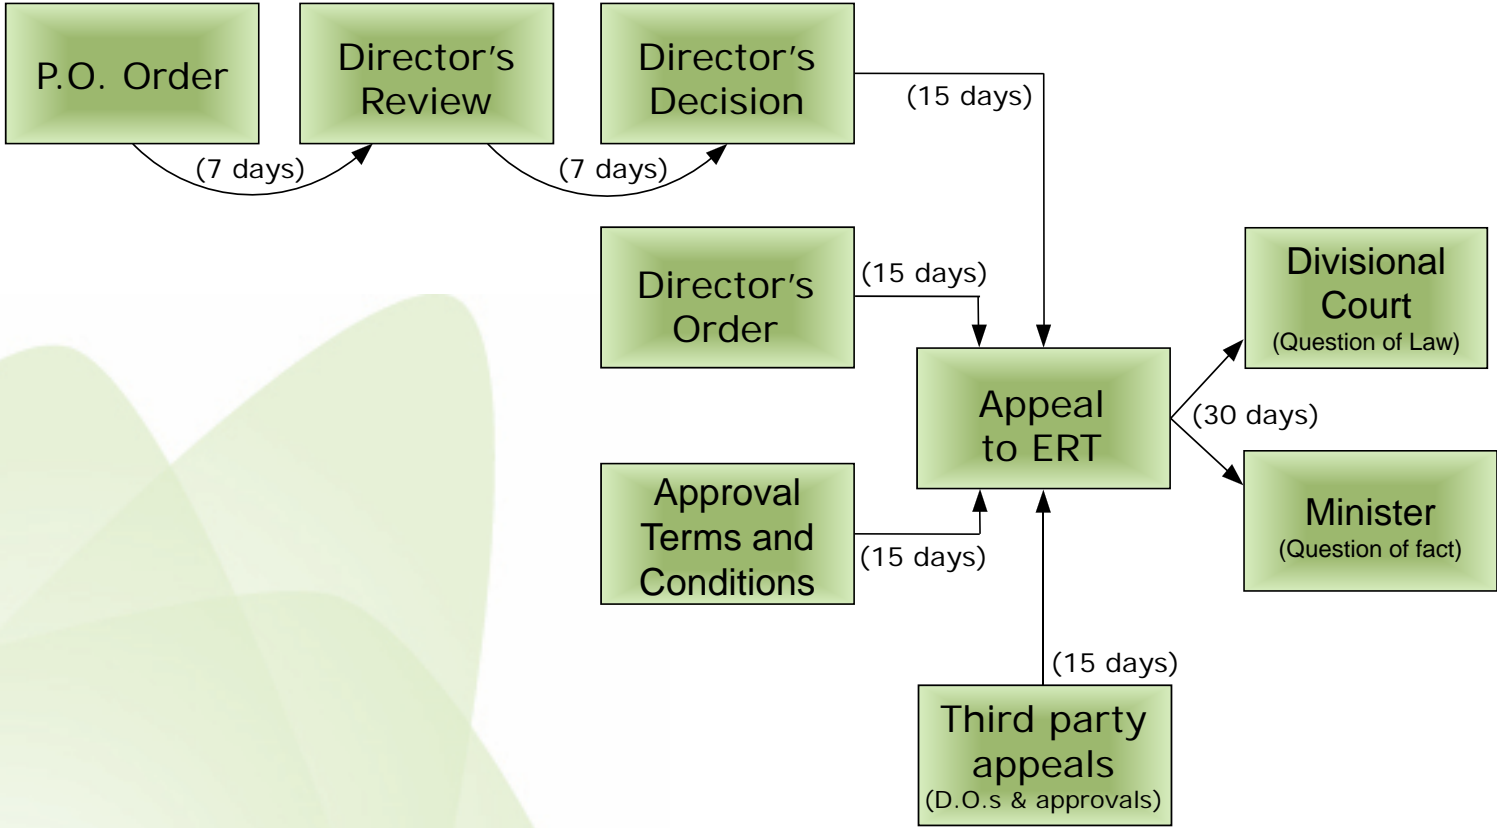 P.O. Order
(7 days)
Director's
Review
(7 days)
Director's
Decision
(15 days)
Director's
Order
(15 days)
Approval
Terms and
Conditions
(15 days)
Third party
appeals
(D.O.s & approvals)
(15 days)
Appeal
to ERT
(30 days)
Divisional
Court
(Question of Law)
Minister
(Question of fact)